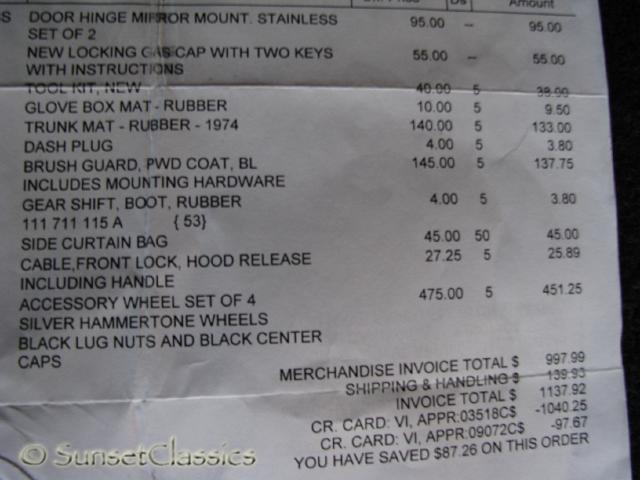 Ds Amount
SS DOOR HINGE MIRROR MOUNT. STAINLESS 95.00 -- 95.00
SET OF 2
NEW LOCKING GAS CAP WITH TWO KEYS 55.00 -- 55.00
WITH INSTRUCTIONS
TOOL KIT, NEW 40.00 5 38.00
GLOVE BOX MAT - RUBBER 10.00 5 9.50
TRUNK MAT - RUBBER - 1974 140.00 5 133.00
DASH PLUG 4.00 5 3.80
BRUSH GUARD, PWD COAT, BL 145.00 5 137.75
INCLUDES MOUNTING HARDWARE
GEAR SHIFT, BOOT, RUBBER 4.00 5 3.80
111 711 115 A {53}
SIDE CURTAIN BAG 45.00 50 45.00
CABLE,FRONT LOCK, HOOD RELEASE 27.25 5 25.89
INCLUDING HANDLE
ACCESSORY WHEEL SET OF 4 475.00 5 451.25
SILVER HAMMERTONE WHEELS
BLACK LUG NUTS AND BLACK CENTER
CAPS
MERCHANDISE INVOICE TOTAL $ 997.99
SHIPPING & HANDLING $ 139.93
INVOICE TOTAL $ 1137.92
CR. CARD: VI, APPR:03518C$ -1040.25
CR. CARD: VI, APPR:09072C$ -97.67
YOU HAVE SAVED $87.26 ON THIS ORDER
© SunsetClassics